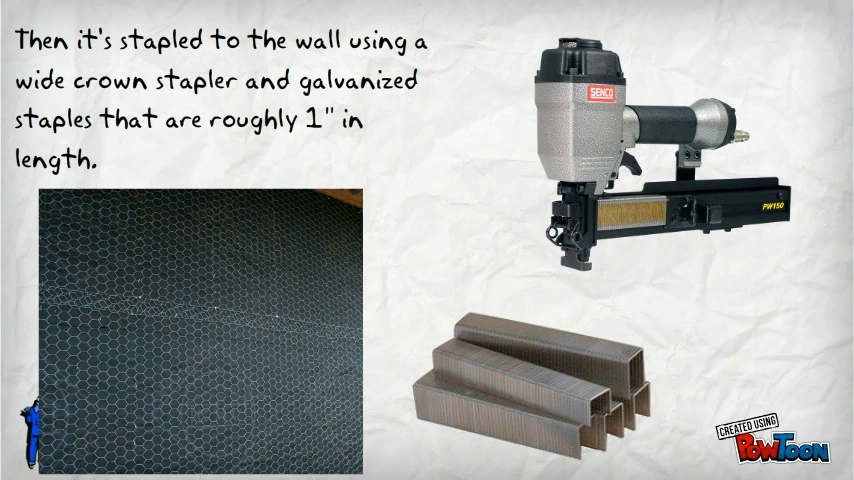 Then it's stapled to the wall using a
wide crown stapler and galvanized
staples that are roughly 1" in
length.
SENCO
PW150
CREATED USING
POWTOON